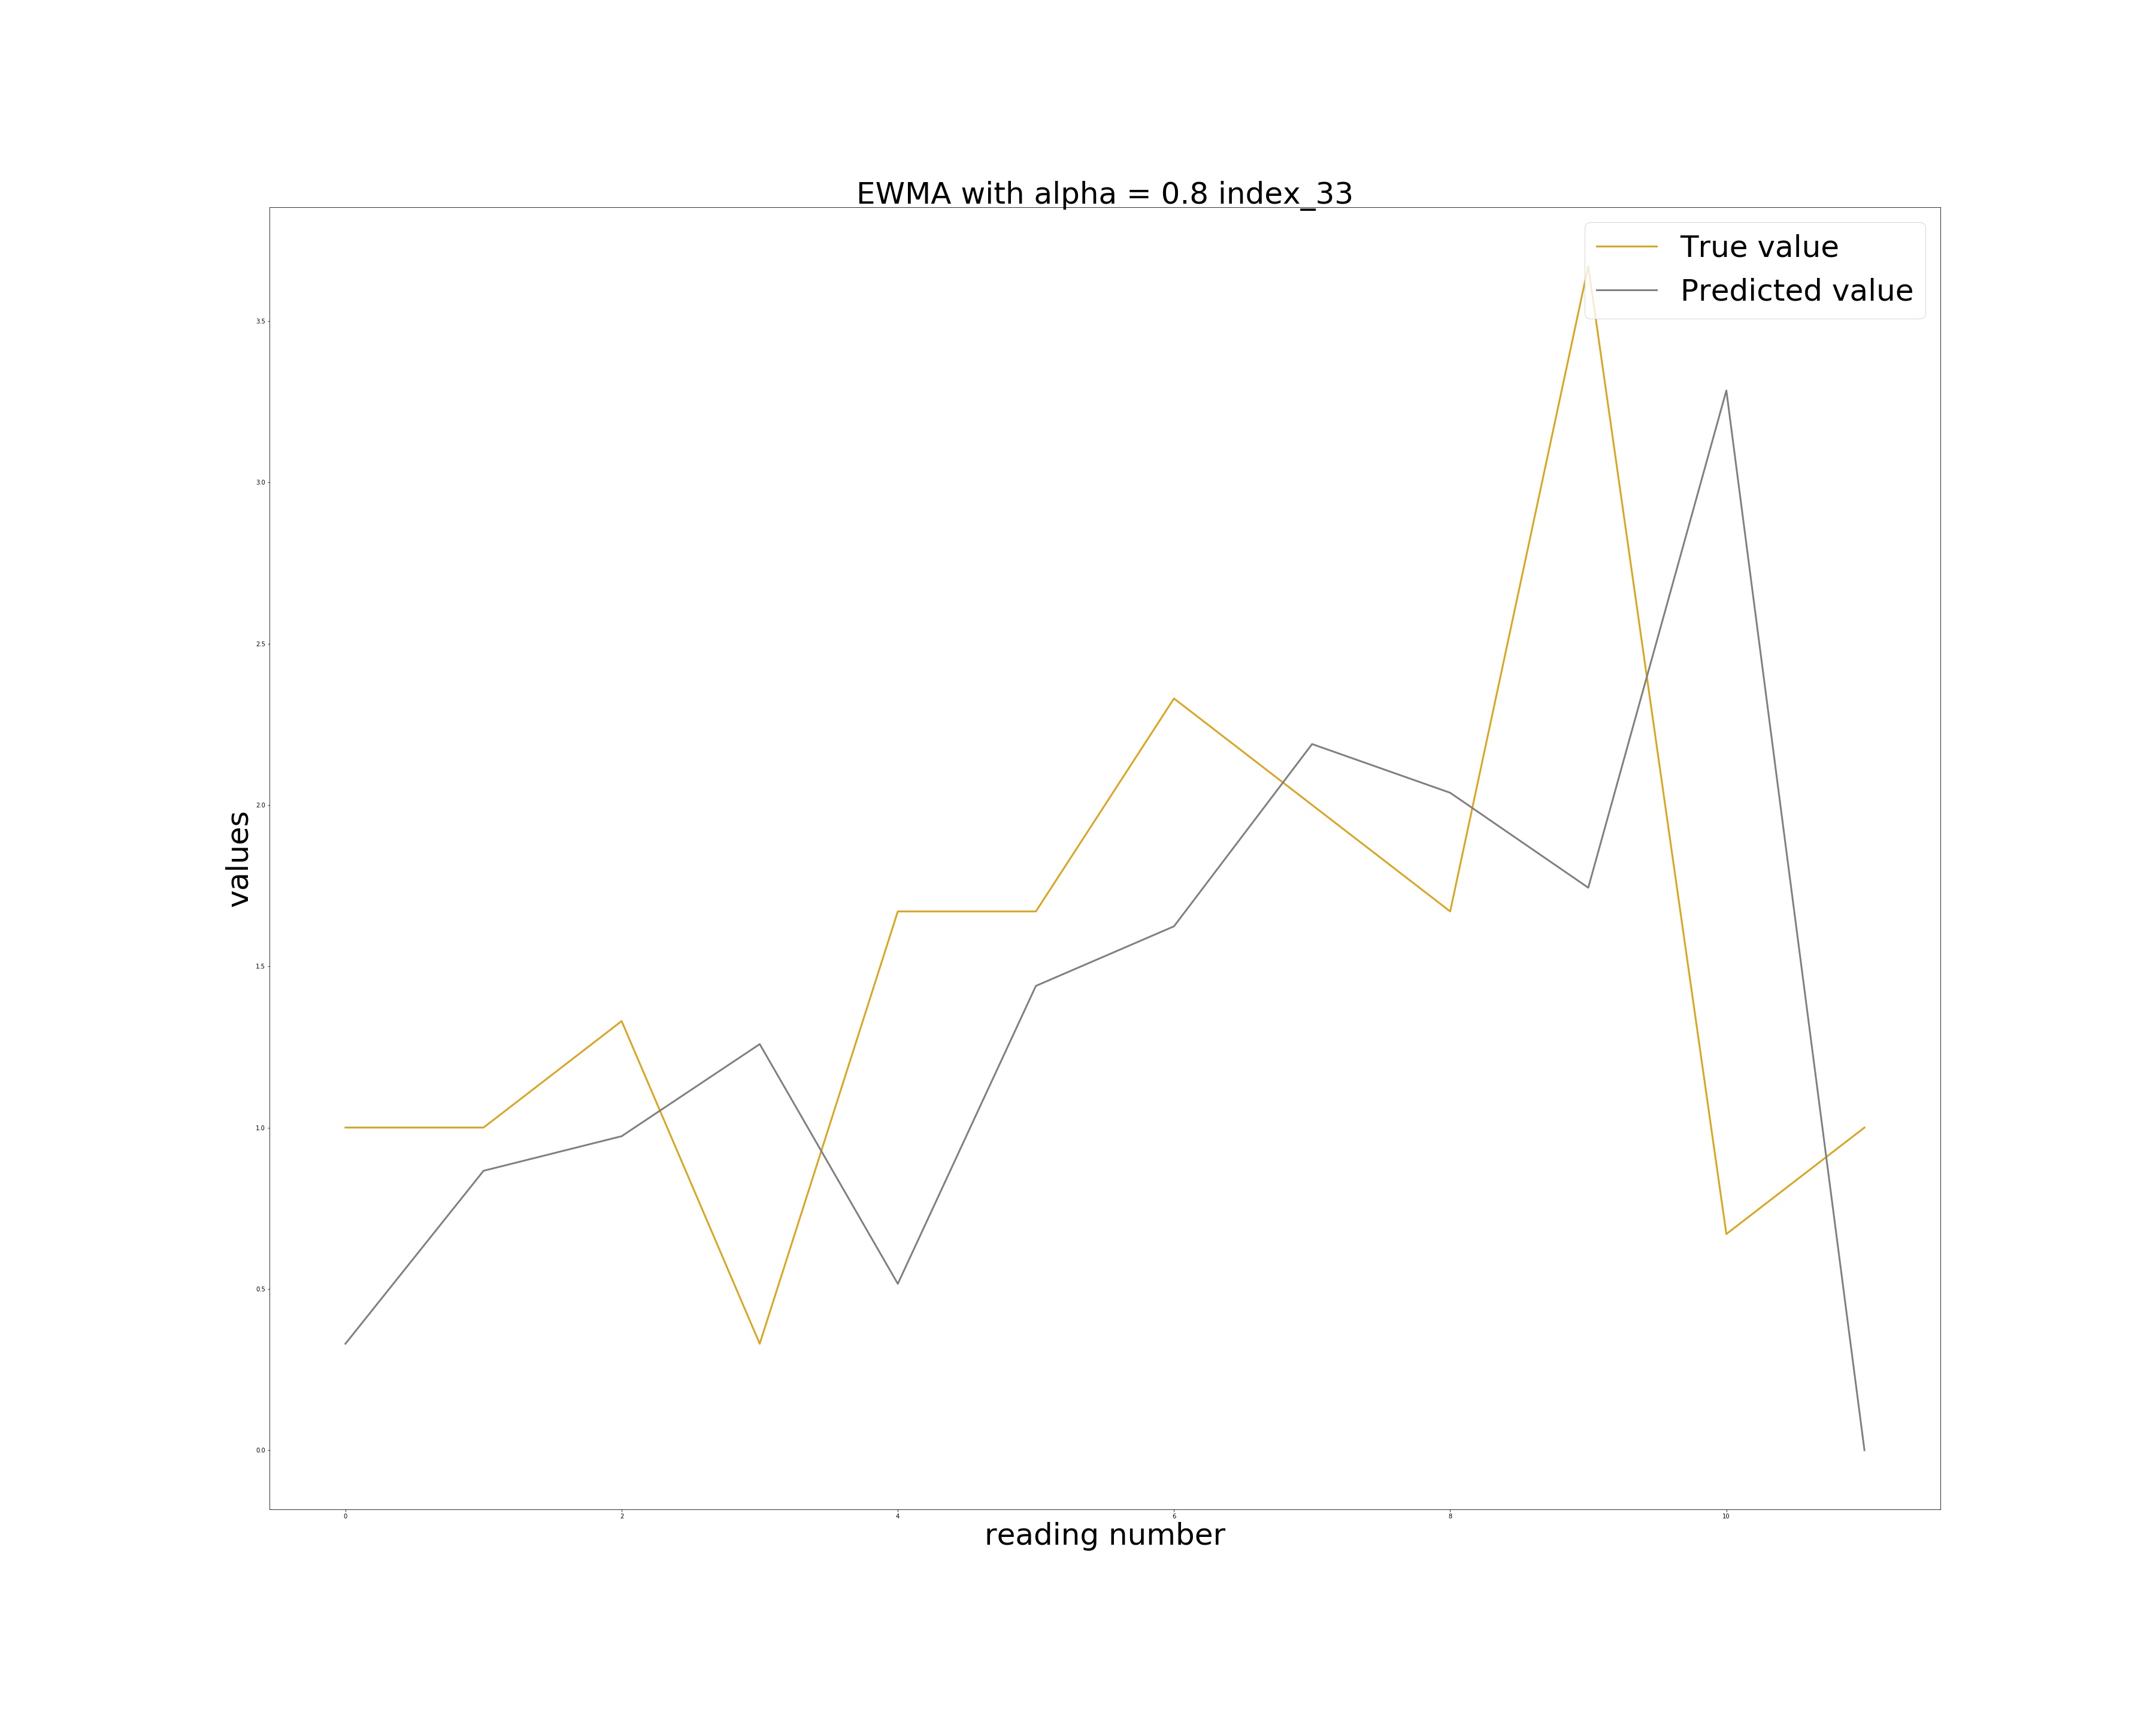 EWMA with alpha = 0.8 index_33
True value
Predicted value
3.5
3.0
2.5
2.0
1.5
1.0
0.5
0.0
values
0 2 4 6 8 10
reading number